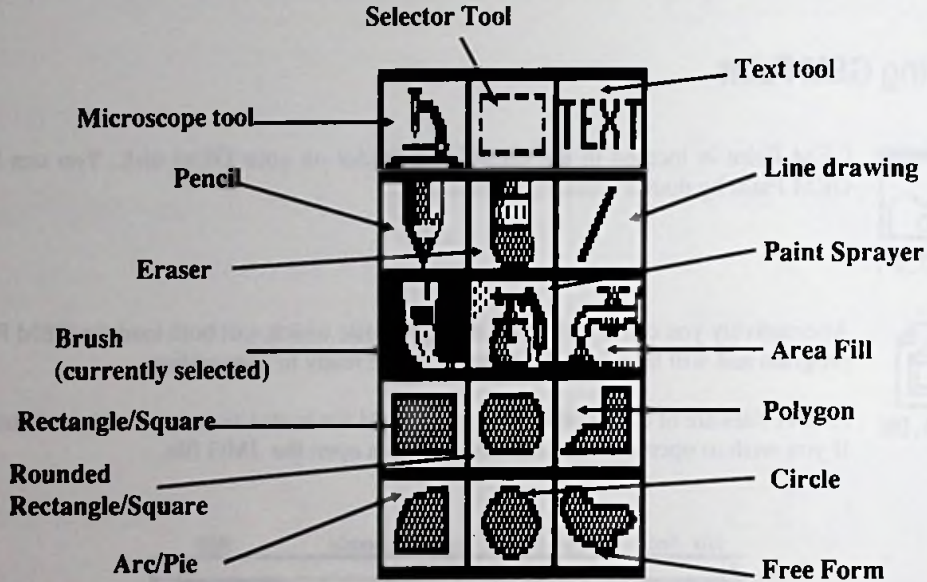 Selector Tool
Text tool
Microscope tool
TEXT
Pencil
Line drawing
Eraser
Paint Sprayer
Brush
(currently selected)
Area Fill
Rectangle/Square
Polygon
Rounded
Rectangle/Square
Circle
Arc/Pie
Free Form